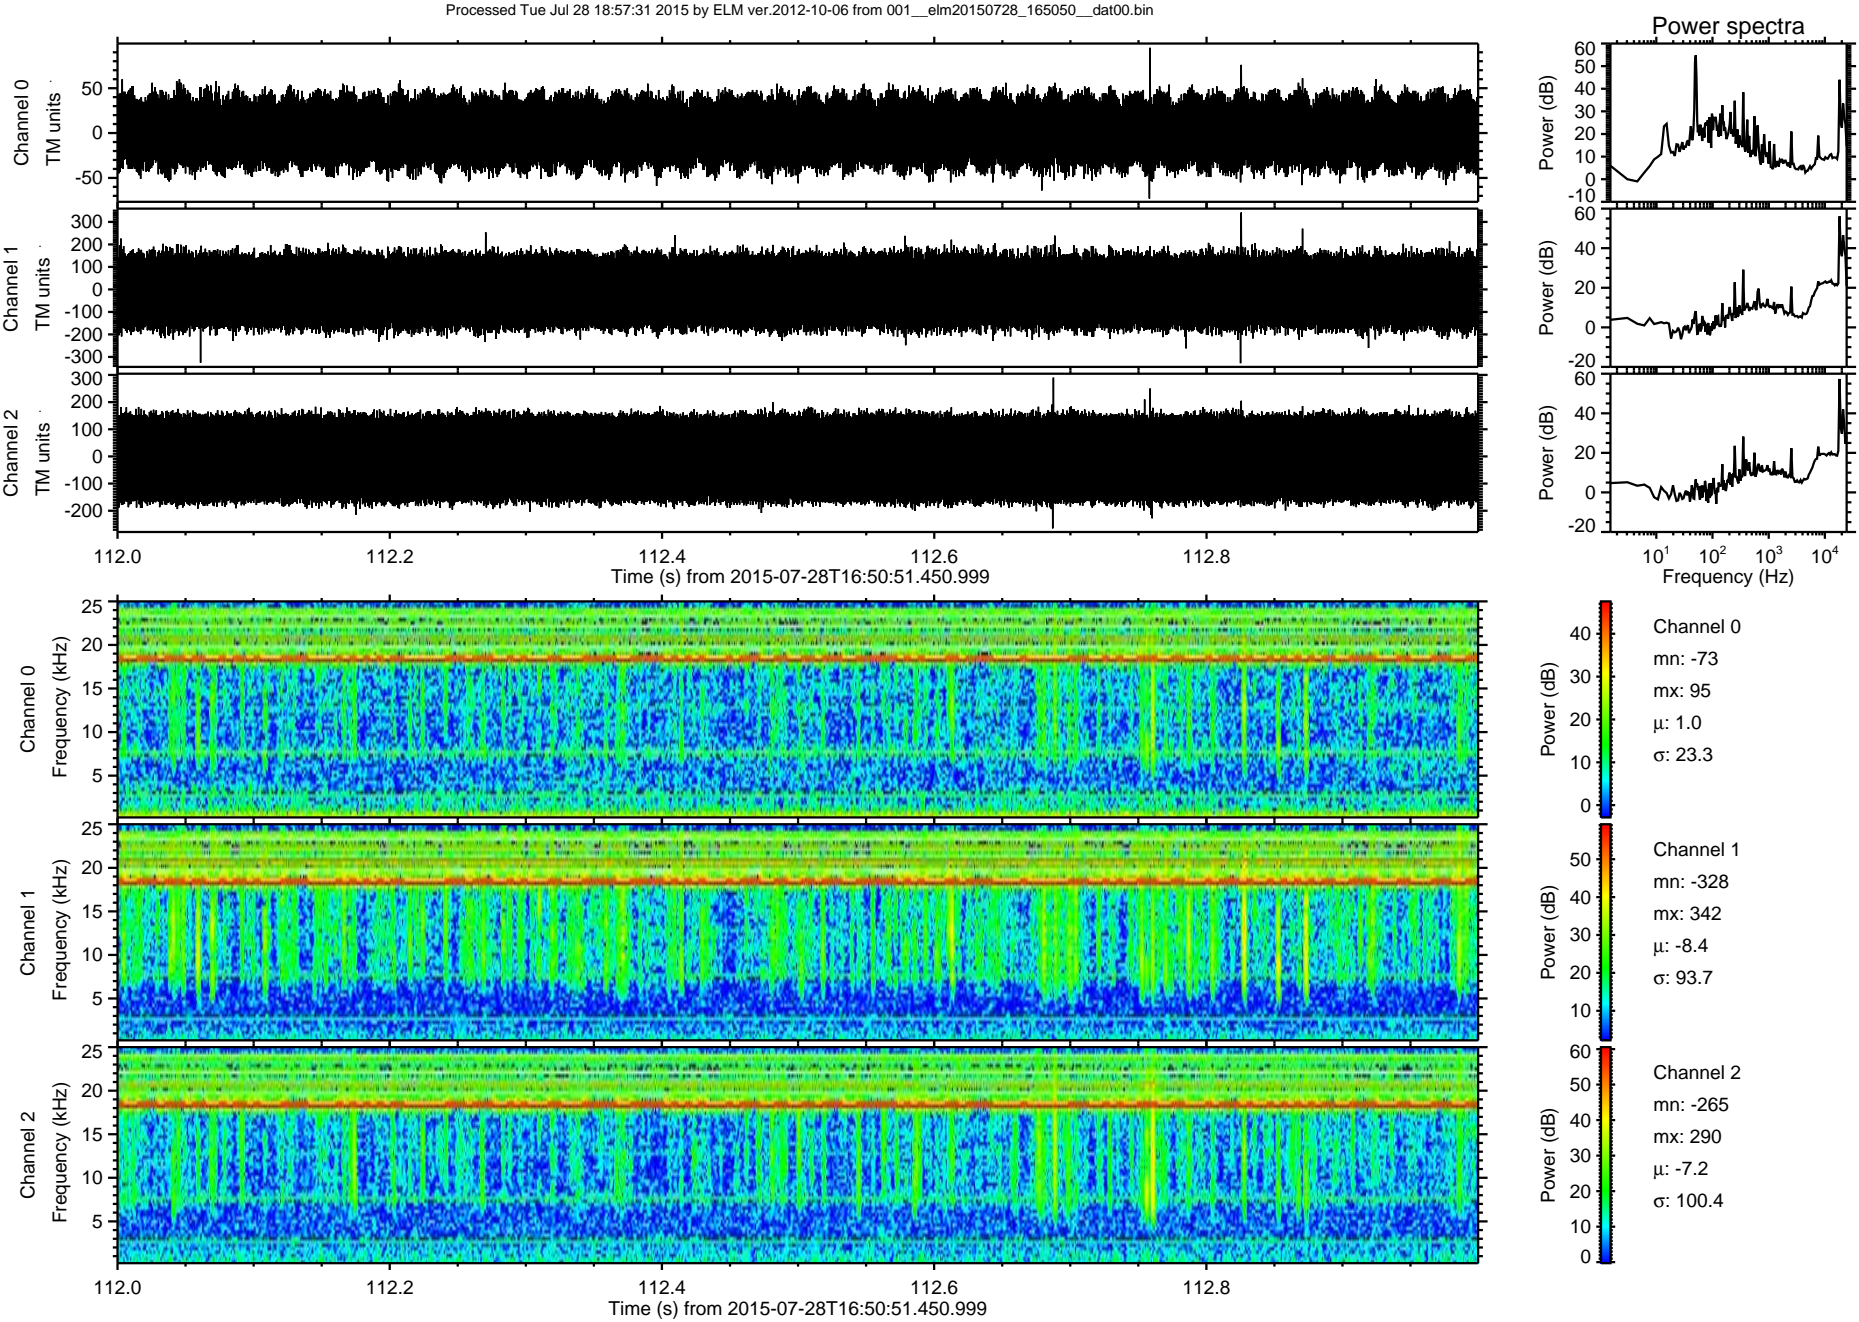 Processed Tue Jul 28 18:57:31 2015 by ELM ver.2012-10-06 from 001__elm20150728_165050__dat00.bin
Power spectra
Channel 0
TM units
50
0
-50
Power (dB)
60
50
40
30
20
10
0
-10
Channel 1
TM units
300
200
100
0
-100
-200
-300
Power (dB)
60
40
20
0
-20
Channel 2
TM units
300
200
100
0
-100
-200
Power (dB)
60
40
20
0
-20
112.0 112.2 112.4 112.6 112.8
Time (s) from 2015-07-28T16:50:51.450.999
10¹ 10² 10³ 10⁴
Frequency (Hz)
Channel 0
Frequency (kHz)
25
20
15
10
5
Power (dB)
40
30
20
10
0
Channel 0
mn: -73
mx: 95
μ: 1.0
σ: 23.3
Channel 1
Frequency (kHz)
25
20
15
10
5
Power (dB)
50
40
30
20
10
Channel 1
mn: -328
mx: 342
μ: -8.4
σ: 93.7
Channel 2
Frequency (kHz)
25
20
15
10
5
Power (dB)
60
50
40
30
20
10
0
Channel 2
mn: -265
mx: 290
μ: -7.2
σ: 100.4
112.0 112.2 112.4 112.6 112.8
Time (s) from 2015-07-28T16:50:51.450.999